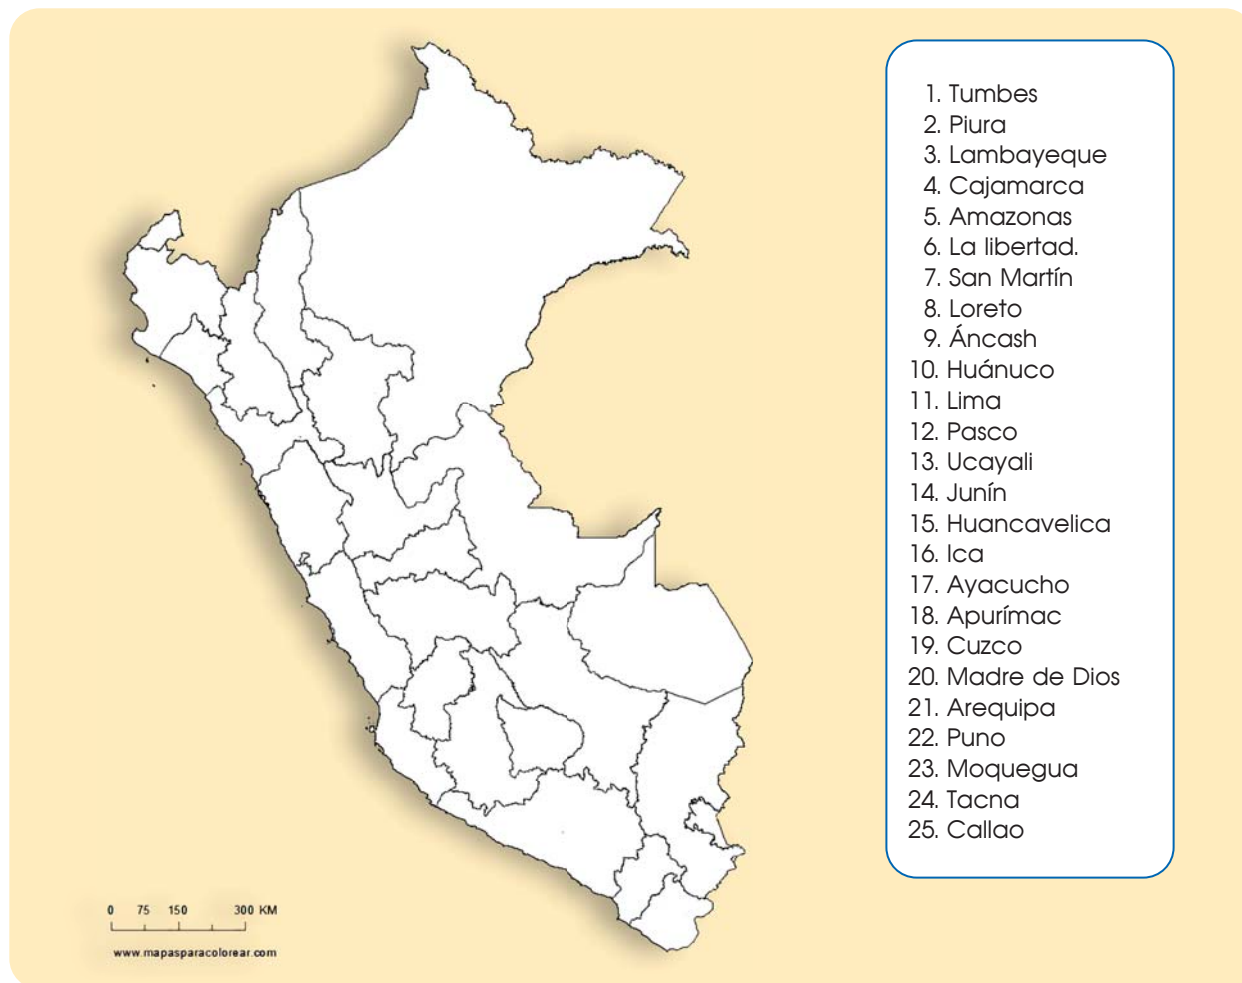 1. Tumbes
2. Piura
3. Lambayeque
4. Cajamarca
5. Amazonas
6. La libertad.
7. San Martín
8. Loreto
9. Áncash
10. Huánuco
11. Lima
12. Pasco
13. Ucayali
14. Junín
15. Huancavelica
16. Ica
17. Ayacucho
18. Apurímac
19. Cuzco
20. Madre de Dios
21. Arequipa
22. Puno
23. Moquegua
24. Tacna
25. Callao
0 75 150 300 KM
www.mapasparacolorear.com